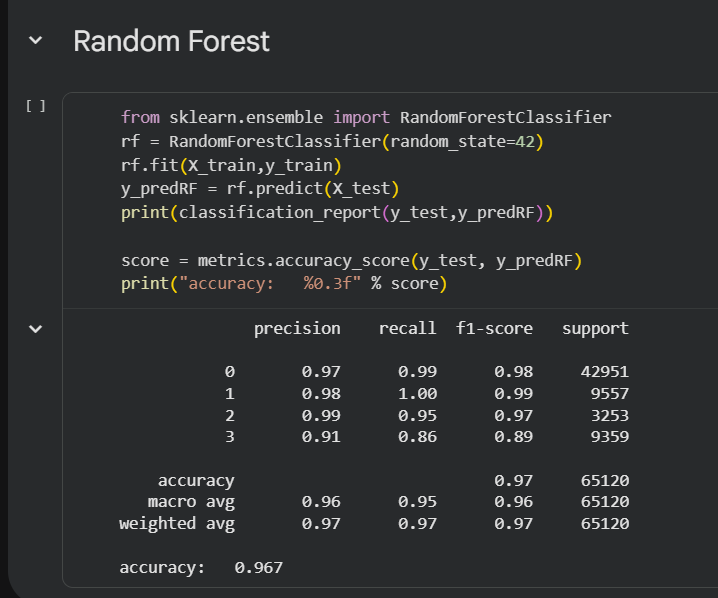 Random Forest
[ ]
from sklearn.ensemble import RandomForestClassifier
rf = RandomForestClassifier(random_state=42)
rf.fit(X_train,y_train)
y_predRF = rf.predict(X_test)
print(classification_report(y_test,y_predRF))
score = metrics.accuracy_score(y_test, y_predRF)
print("accuracy:   %0.3f" % score)
precision    recall  f1-score   support
0       0.97      0.99      0.98     42951
1       0.98      1.00      0.99      9557
2       0.99      0.95      0.97      3253
3       0.91      0.86      0.89      9359
accuracy                           0.97     65120
macro avg       0.96      0.95      0.96     65120
weighted avg       0.97      0.97      0.97     65120
accuracy:   0.967